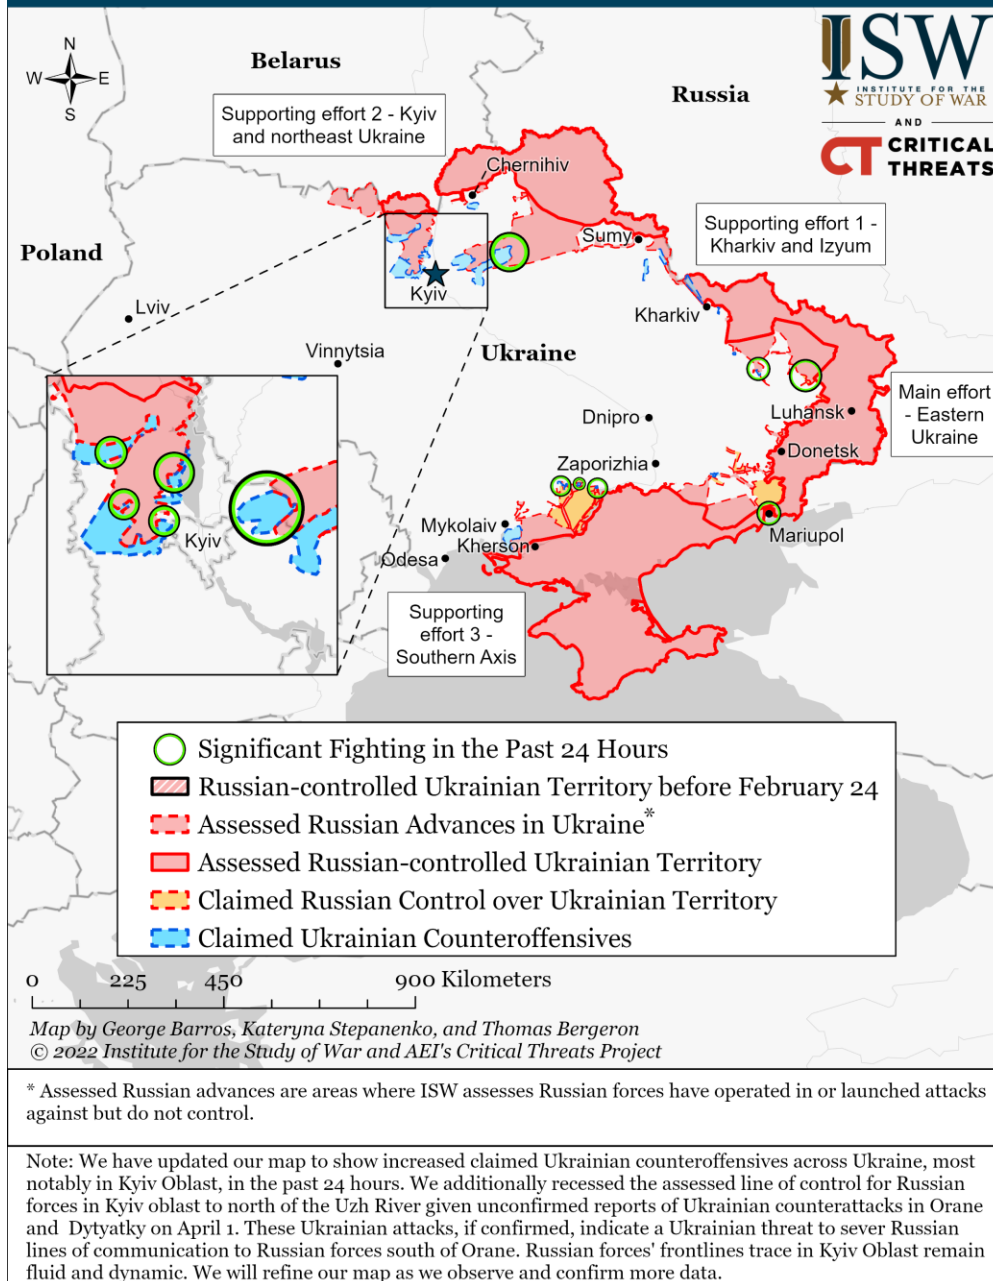 N
W E
S
Belarus
Russia
ISW
INSTITUTE FOR THE
STUDY OF WAR
AND
CT CRITICAL
THREATS
Supporting effort 2 - Kyiv
and northeast Ukraine
Chernihiv
Supporting effort 1 -
Kharkiv and Izyum
Poland
Sumy
Kyiv
Lviv
Kharkiv
Vinnytsia
Ukraine
Main effort
- Eastern
Ukraine
Dnipro
Luhansk
Zaporizhia
Donetsk
Mykolaiv
Kherson
Mariupol
Odesa
Kyiv
Supporting
effort 3 -
Southern Axis
Significant Fighting in the Past 24 Hours
Russian-controlled Ukrainian Territory before February 24
Assessed Russian Advances in Ukraine*
Assessed Russian-controlled Ukrainian Territory
Claimed Russian Control over Ukrainian Territory
Claimed Ukrainian Counteroffensives
0 225 450 900 Kilometers
Map by George Barros, Kateryna Stepanenko, and Thomas Bergeron
© 2022 Institute for the Study of War and AEI's Critical Threats Project
* Assessed Russian advances are areas where ISW assesses Russian forces have operated in or launched attacks
against but do not control.
Note: We have updated our map to show increased claimed Ukrainian counteroffensives across Ukraine, most
notably in Kyiv Oblast, in the past 24 hours. We additionally recessed the assessed line of control for Russian
forces in Kyiv oblast to north of the Uzh River given unconfirmed reports of Ukrainian counterattacks in Orane
and Dytyatky on April 1. These Ukrainian attacks, if confirmed, indicate a Ukrainian threat to sever Russian
lines of communication to Russian forces south of Orane. Russian forces' frontlines trace in Kyiv Oblast remain
fluid and dynamic. We will refine our map as we observe and confirm more data.